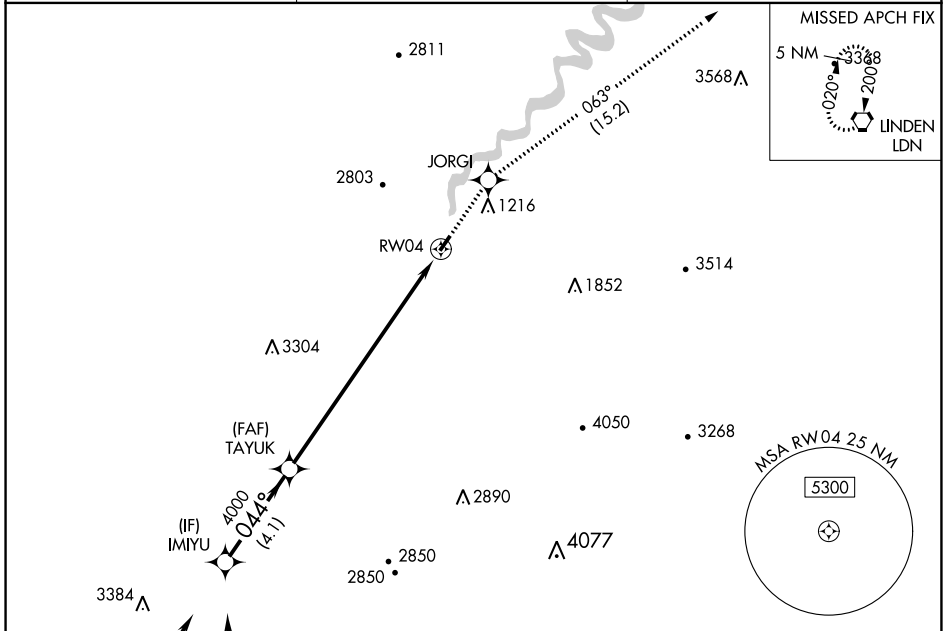 MISSED APCH FIX
5 NM
3368
020°
200°
LINDEN
LDN
2811
3568
063°
(15.2)
JORGI
2803
1216
RW04
3514
1852
3304
4050
3268
(FAF)
TAYUK
MSA RW04 25 NM
5300
2890
4000
044°
(4.1)
(IF)
IMIYU
4077
2850
2850
3384